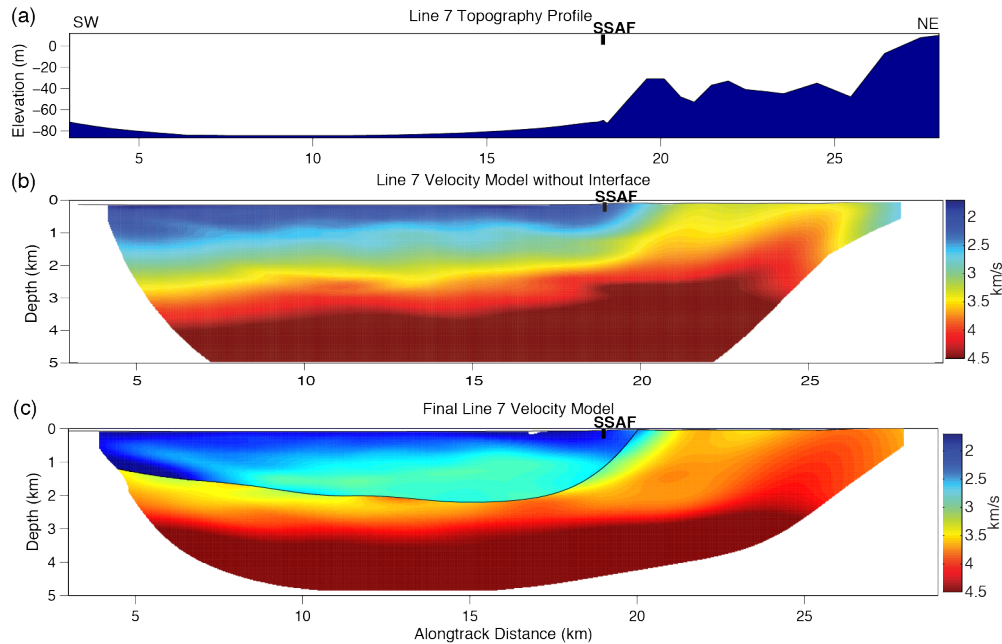 (a)
Line 7 Topography Profile
SW
SSAF
NE
Elevation (m)
0
−20
−40
−60
−80
5
10
15
20
25
(b)
Line 7 Velocity Model without Interface
SSAF
Depth (km)
0
1
2
3
4
5
5
10
15
20
25
2
2.5
3
3.5
4
4.5
km/s
(c)
Final Line 7 Velocity Model
SSAF
Depth (km)
0
1
2
3
4
5
5
10
15
20
25
Alongtrack Distance (km)
2
2.5
3
3.5
4
4.5
km/s